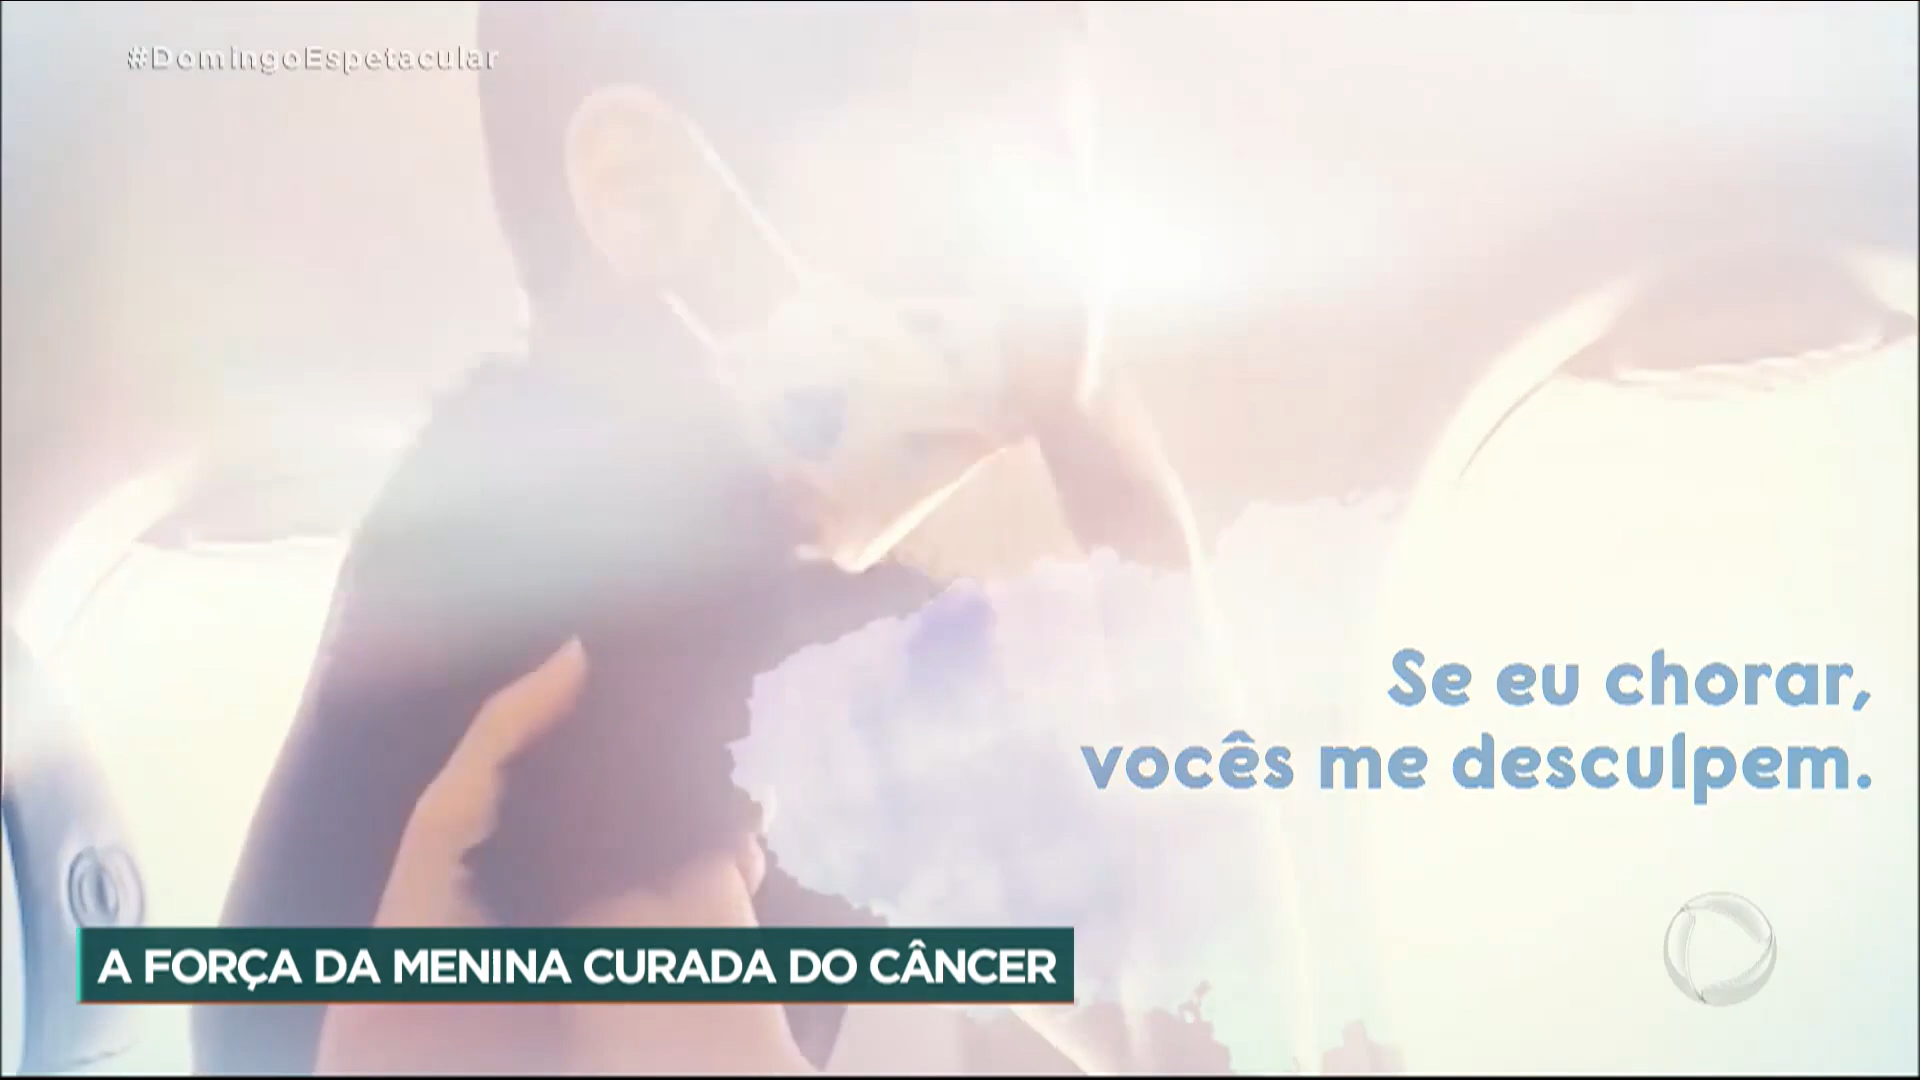 #DomingoEspetacular
Se eu chorar,
vocês me desculpem.
A FORÇA DA MENINA CURADA DO CÂNCER